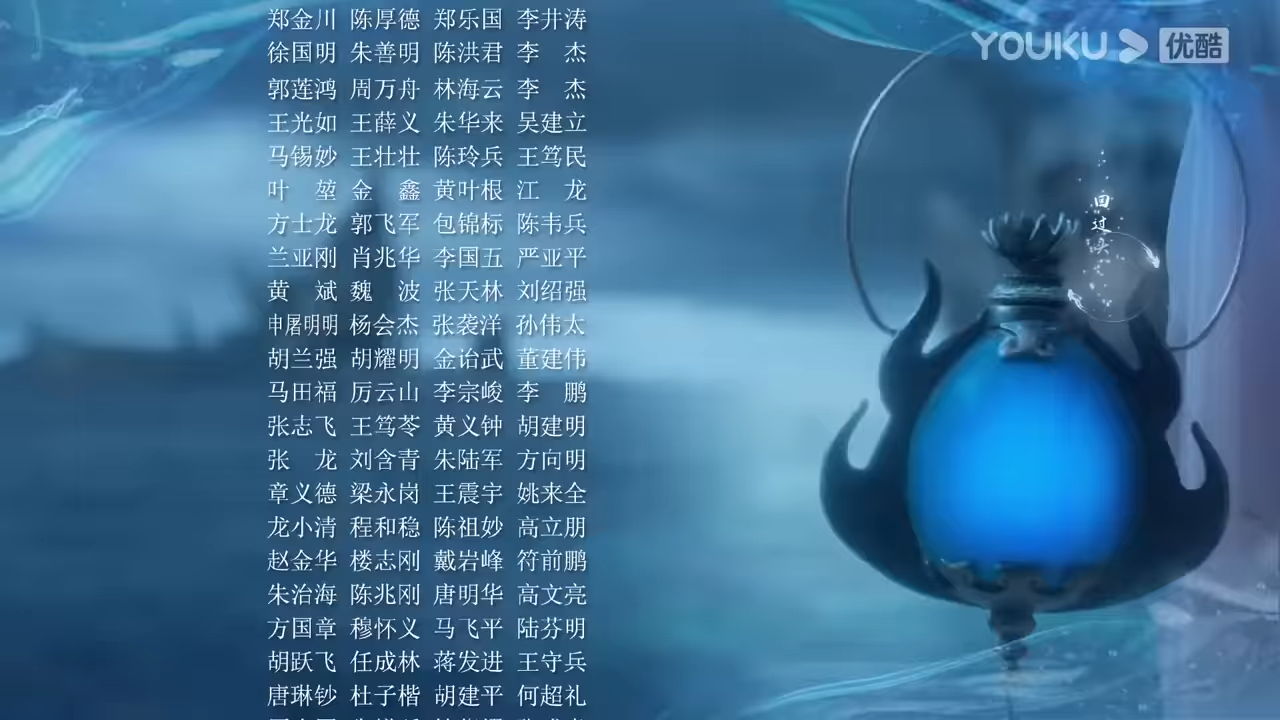 郑金川 陈厚德 郑乐国 李井涛
徐国明 朱善明 陈洪君 李　杰
郭莲鸿 周万舟 林海云 李　杰
王光如 王薛义 朱华来 吴建立
马锡妙 王壮壮 陈玲兵 王笃民
叶　堃 金　鑫 黄叶根 江　龙
方士龙 郭飞军 包锦标 陈韦兵
兰亚刚 肖兆华 李国五 严亚平
黄　斌 魏　波 张天林 刘绍强
申屠明明 杨会杰 张袭洋 孙伟太
胡兰强 胡耀明 金诒武 董建伟
马田福 厉云山 李宗峻 李　鹏
张志飞 王笃苓 黄义钟 胡建明
张　龙 刘含青 朱陆军 方向明
章义德 梁永岗 王震宇 姚来全
龙小清 程和稳 陈祖妙 高立朋
赵金华 楼志刚 戴岩峰 符前鹏
朱治海 陈兆刚 唐明华 高文亮
方国章 穆怀义 马飞平 陆芬明
胡跃飞 任成林 蒋发进 王守兵
唐琳钞 杜子楷 胡建平 何超礼
YOUKU 优酷
回过头